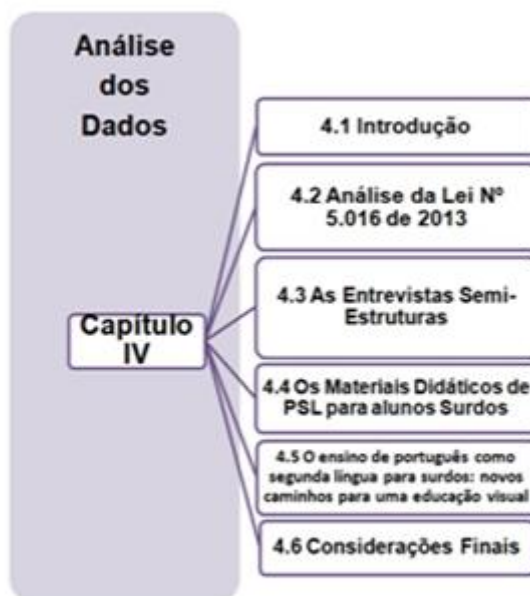 Análise
dos
Dados
Capítulo
IV
4.1 Introdução
4.2 Análise da Lei Nº
5.016 de 2013
4.3 As Entrevistas Semi-
Estruturas
4.4 Os Materiais Didáticos de
PSL para alunos Surdos
4.5 O ensino de português como
segunda língua para surdos: novos
caminhos para uma educação visual
4.6 Considerações Finais